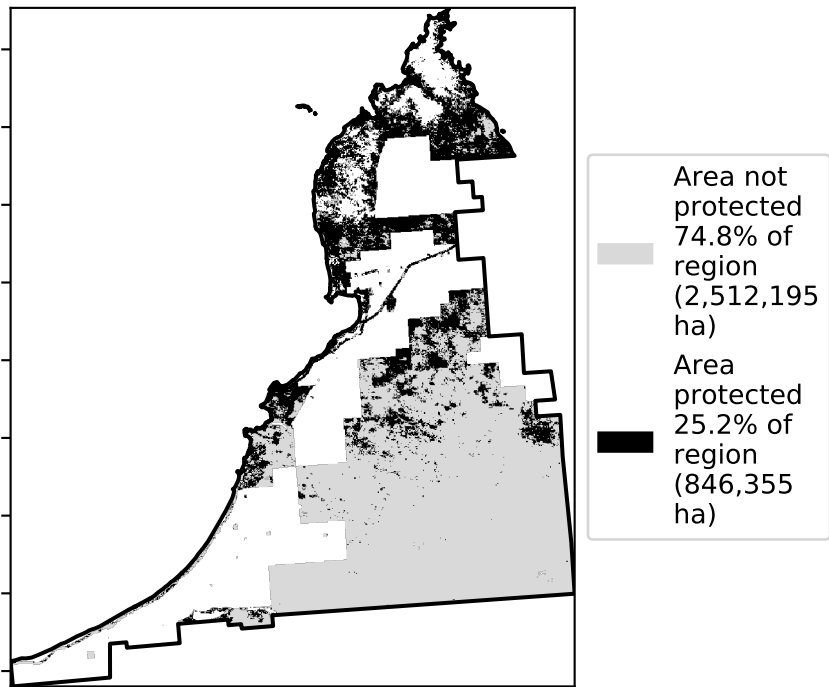 Area not
protected
74.8% of
region
(2,512,195
ha)
Area
protected
25.2% of
region
(846,355
ha)